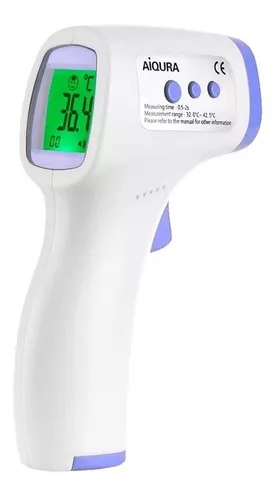 AiQURA CE
°C
36.4
00
Measuring time : 0.5-2s
Measurement range : 32.0°C~42.5°C
Please refer to the manual for other information.